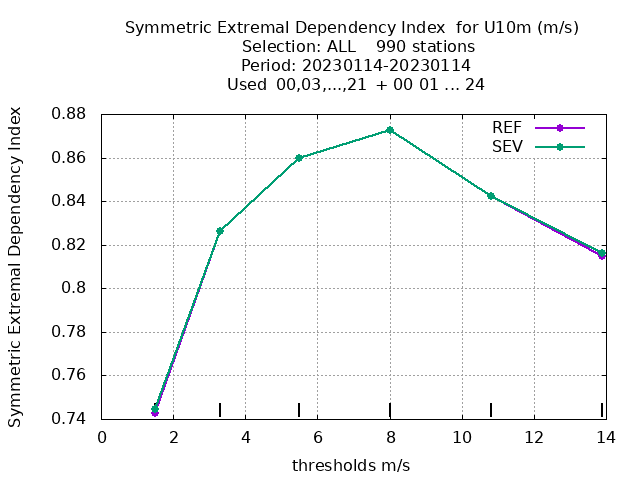 Symmetric Extremal Dependency Index for U10m (m/s)
Selection: ALL 990 stations
Period: 20230114-20230114
Used 00,03,...,21 + 00 01 ... 24
Symmetric Extremal Dependency Index
0.88
0.86
0.84
0.82
0.8
0.78
0.76
0.74
REF
SEV
0 2 4 6 8 10 12 14
thresholds m/s